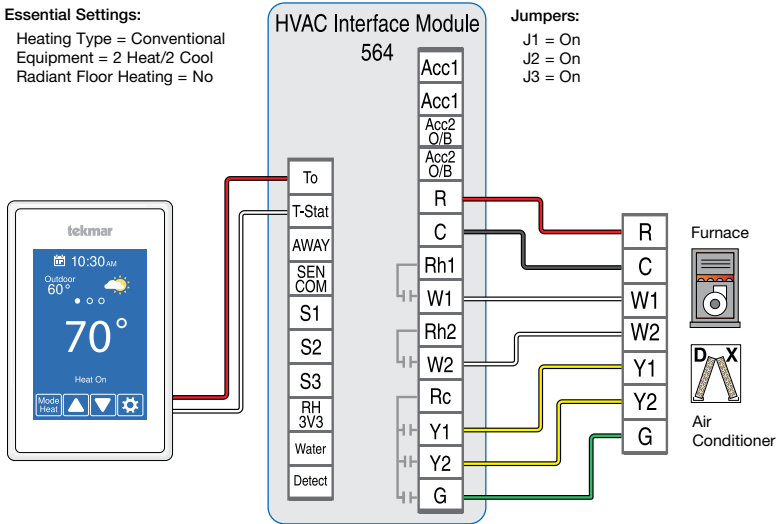 Essential Settings:
Heating Type = Conventional
Equipment = 2 Heat/2 Cool
Radiant Floor Heating = No
HVAC Interface Module
564
Jumpers:
J1 = On
J2 = On
J3 = On
Acc1
Acc1
Acc2
O/B
Acc2
O/B
R
C
Rh1
W1
Rh2
W2
Rc
Y1
Y2
G
To
T-Stat
AWAY
SEN
COM
S1
S2
S3
RH
3V3
Water
Detect
tekmar
10:30 AM
Outdoor
60°
70°
Heat On
Mode
Heat
R
C
W1
W2
Y1
Y2
G
Furnace
D X
Air
Conditioner